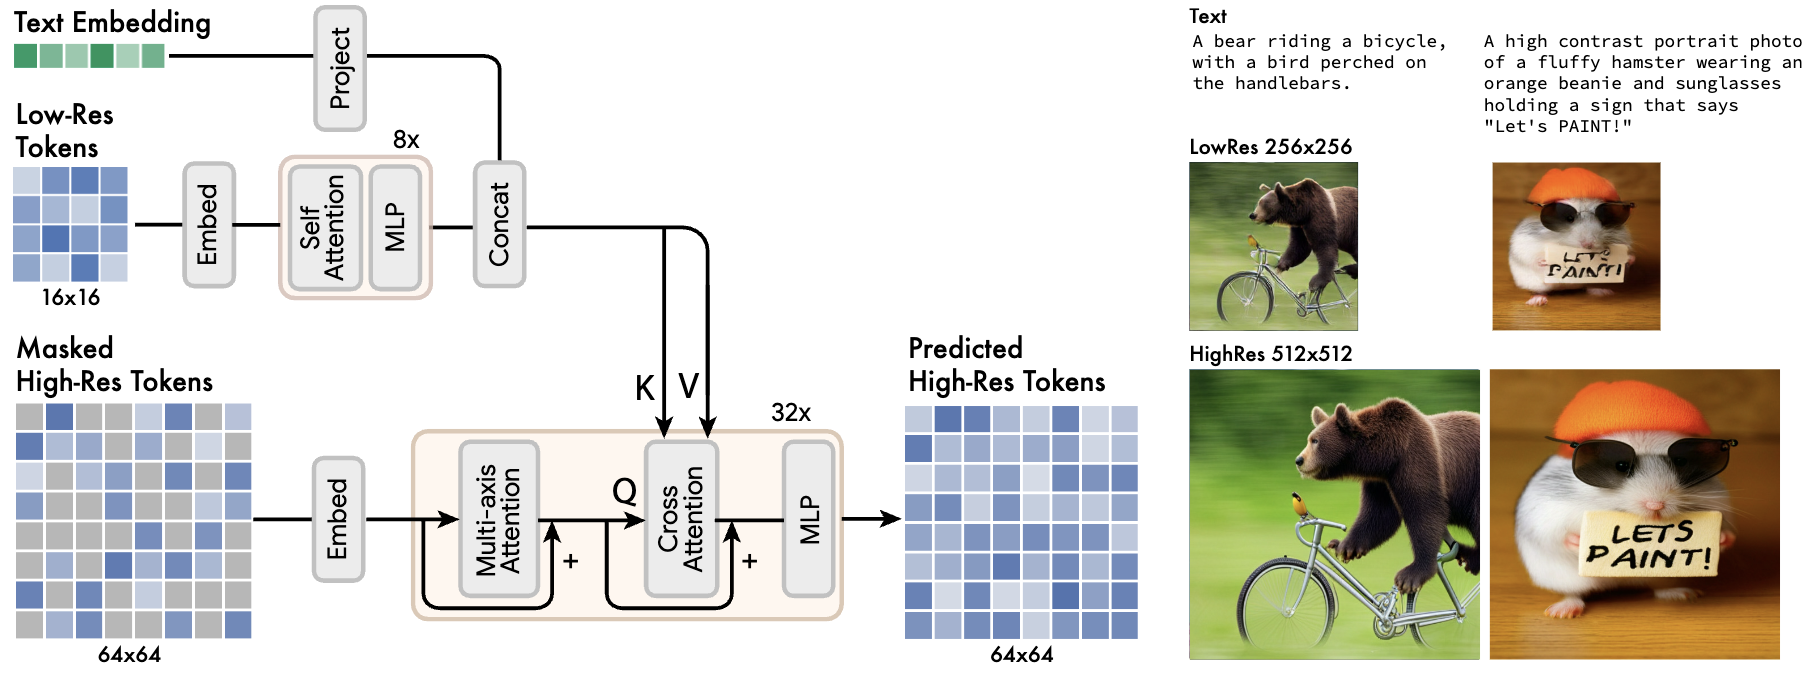 Text Embedding
Project
Low-Res
Tokens
8x
Embed
Self
Attention
MLP
Concat
16x16
Masked
High-Res Tokens
K
V
32x
Embed
Multi-axis
Attention
+
Q
Cross
Attention
+
MLP
64x64
Predicted
High-Res Tokens
64x64
Text
A bear riding a bicycle,
with a bird perched on
the handlebars.
A high contrast portrait photo
of a fluffy hamster wearing an
orange beanie and sunglasses
holding a sign that says
"Let's PAINT!"
LowRes 256x256
PAINT!
HighRes 512x512
LETS
PAINT!